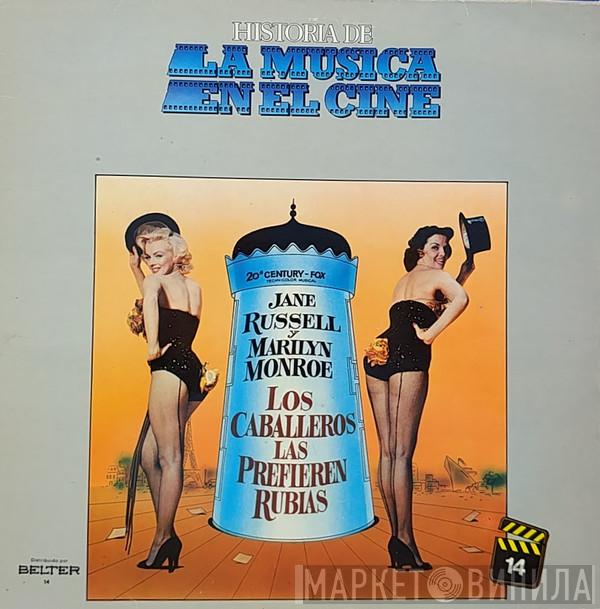 HISTORIA DE
LA MUSICA
EN EL CINE
20ª CENTURY-FOX
TECHNICOLOR MUSICAL
JANE
RUSSELL
y
MARILYN
MONROE
LOS
CABALLEROS
LAS
PREFIEREN
RUBIAS
Distribuido por
BELTER
14
14
МАРКЕТ ВИНИЛА